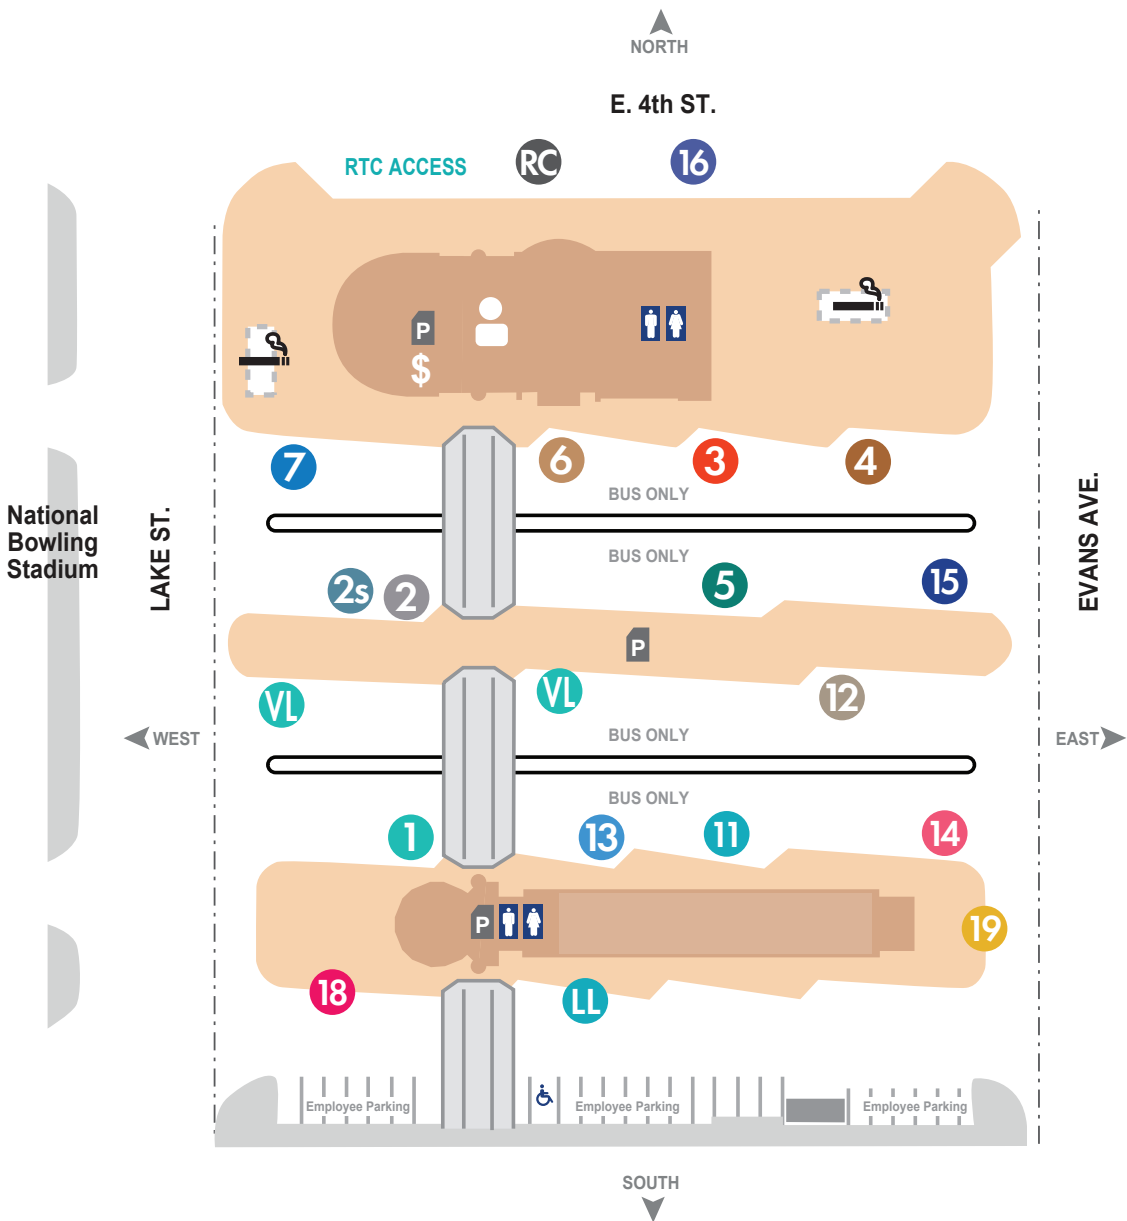 NORTH
E. 4th ST.
RTC ACCESS
RC
16
P
$
7
6
3
4
BUS ONLY
National
Bowling
Stadium
LAKE ST.
EVANS AVE.
BUS ONLY
2s
2
5
15
P
VL
VL
12
WEST
BUS ONLY
EAST
BUS ONLY
1
13
11
14
P
19
18
LL
Employee Parking
Employee Parking
Employee Parking
SOUTH